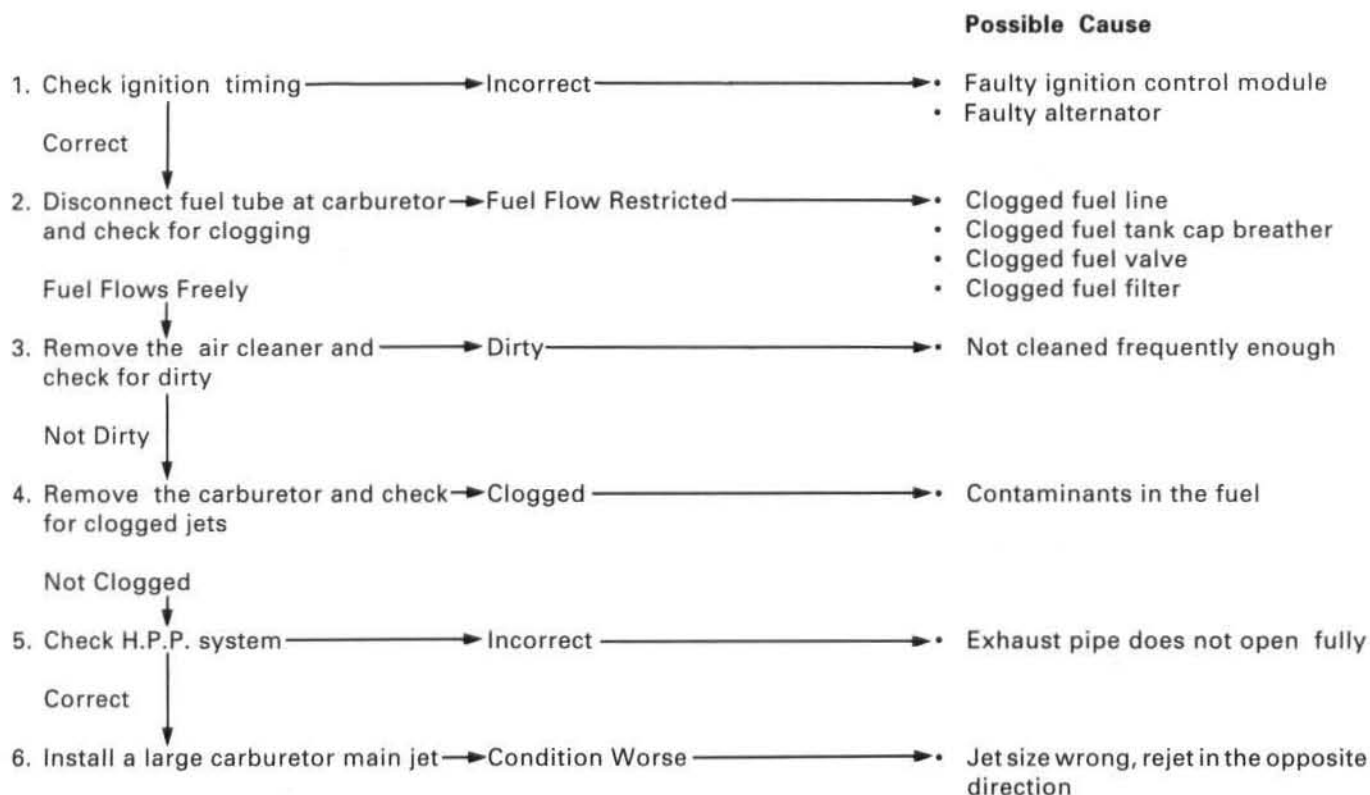 Possible Cause
1. Check ignition timing Incorrect • Faulty ignition control module
• Faulty alternator
Correct
2. Disconnect fuel tube at carburetor Fuel Flow Restricted • Clogged fuel line
and check for clogging • Clogged fuel tank cap breather
• Clogged fuel valve
Fuel Flows Freely • Clogged fuel filter
3. Remove the air cleaner and Dirty • Not cleaned frequently enough
check for dirty
Not Dirty
4. Remove the carburetor and check Clogged • Contaminants in the fuel
for clogged jets
Not Clogged
5. Check H.P.P. system Incorrect • Exhaust pipe does not open fully
Correct
6. Install a large carburetor main jet Condition Worse • Jet size wrong, rejet in the opposite
direction